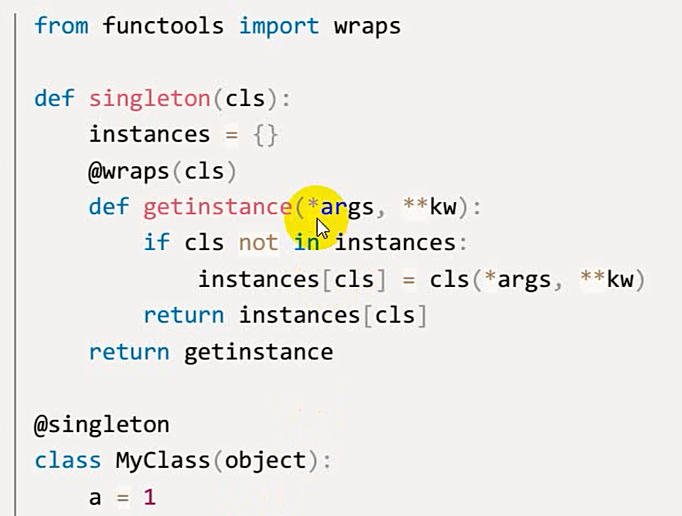 from functools import wraps
def singleton(cls):
    instances = {}
    @wraps(cls)
    def getinstance(*args, **kw):
        if cls not in instances:
            instances[cls] = cls(*args, **kw)
        return instances[cls]
    return getinstance
@singleton
class MyClass(object):
    a = 1